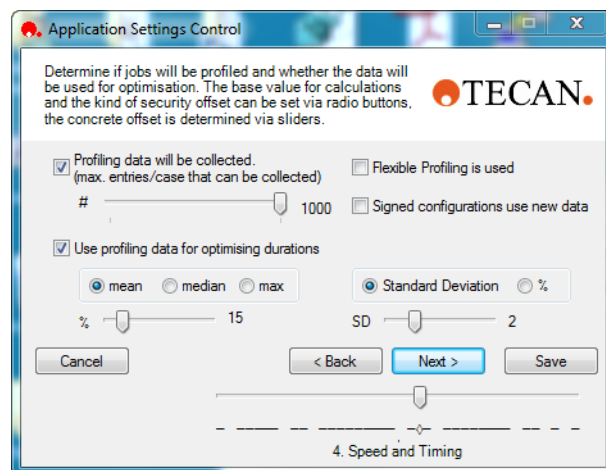 Application Settings Control
Determine if jobs will be profiled and whether the data will
be used for optimisation. The base value for calculations
and the kind of security offset can be set via radio buttons,
the concrete offset is determined via sliders.
TECAN.
Profiling data will be collected.
(max. entries/case that can be collected)
# 1000
Flexible Profiling is used
Signed configurations use new data
Use profiling data for optimising durations
mean median max
Standard Deviation %
% 15
SD 2
Cancel < Back Next > Save
4. Speed and Timing